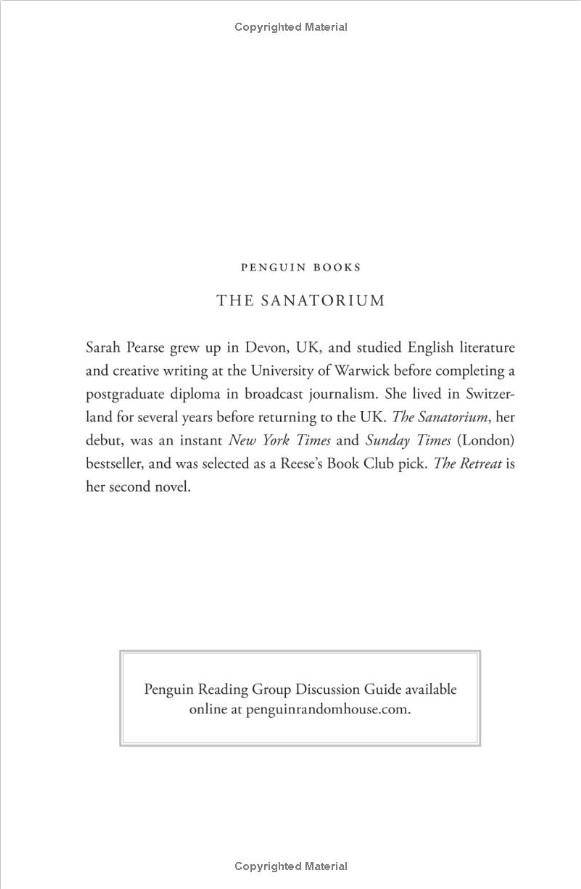 Copyrighted Material
PENGUIN BOOKS
THE SANATORIUM
Sarah Pearse grew up in Devon, UK, and studied English literature
and creative writing at the University of Warwick before completing a
postgraduate diploma in broadcast journalism. She lived in Switzer-
land for several years before returning to the UK. The Sanatorium, her
debut, was an instant New York Times and Sunday Times (London)
bestseller, and was selected as a Reese's Book Club pick. The Retreat is
her second novel.
Penguin Reading Group Discussion Guide available
online at penguinrandomhouse.com.
Copyrighted Material